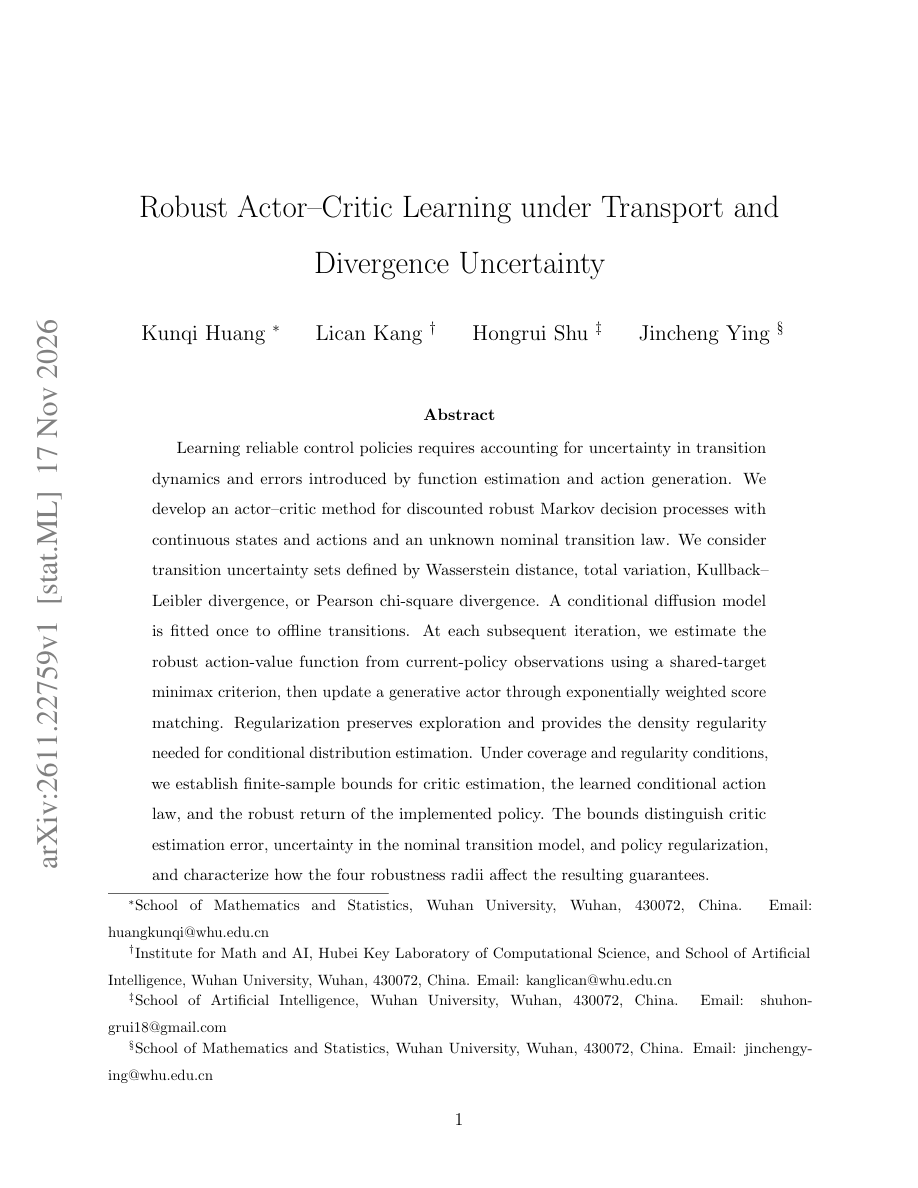 Robust Actor–Critic Learning under Transport and
Divergence Uncertainty
Kunqi Huang * Lican Kang † Hongrui Shu ‡ Jincheng Ying §
Abstract
Learning reliable control policies requires accounting for uncertainty in transition
dynamics and errors introduced by function estimation and action generation. We
develop an actor–critic method for discounted robust Markov decision processes with
continuous states and actions and an unknown nominal transition law. We consider
transition uncertainty sets defined by Wasserstein distance, total variation, Kullback–
Leibler divergence, or Pearson chi-square divergence. A conditional diffusion model
is fitted once to offline transitions. At each subsequent iteration, we estimate the
robust action-value function from current-policy observations using a shared-target
minimax criterion, then update a generative actor through exponentially weighted score
matching. Regularization preserves exploration and provides the density regularity
needed for conditional distribution estimation. Under coverage and regularity conditions,
we establish finite-sample bounds for critic estimation, the learned conditional action
law, and the robust return of the implemented policy. The bounds distinguish critic
estimation error, uncertainty in the nominal transition model, and policy regularization,
and characterize how the four robustness radii affect the resulting guarantees.
*School of Mathematics and Statistics, Wuhan University, Wuhan, 430072, China. Email:
huangkunqi@whu.edu.cn
†Institute for Math and AI, Hubei Key Laboratory of Computational Science, and School of Artificial
Intelligence, Wuhan University, Wuhan, 430072, China. Email: kanglican@whu.edu.cn
‡School of Artificial Intelligence, Wuhan University, Wuhan, 430072, China. Email: shuhon-
grui18@gmail.com
§School of Mathematics and Statistics, Wuhan University, Wuhan, 430072, China. Email: jinchengy-
ing@whu.edu.cn
1
arXiv:2611.22759v1 [stat.ML] 17 Nov 2026